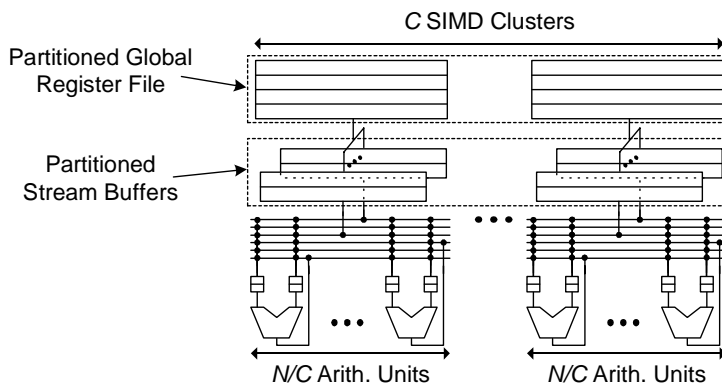 C SIMD Clusters
Partitioned Global
Register File
Partitioned
Stream Buffers
N/C Arith. Units
N/C Arith. Units